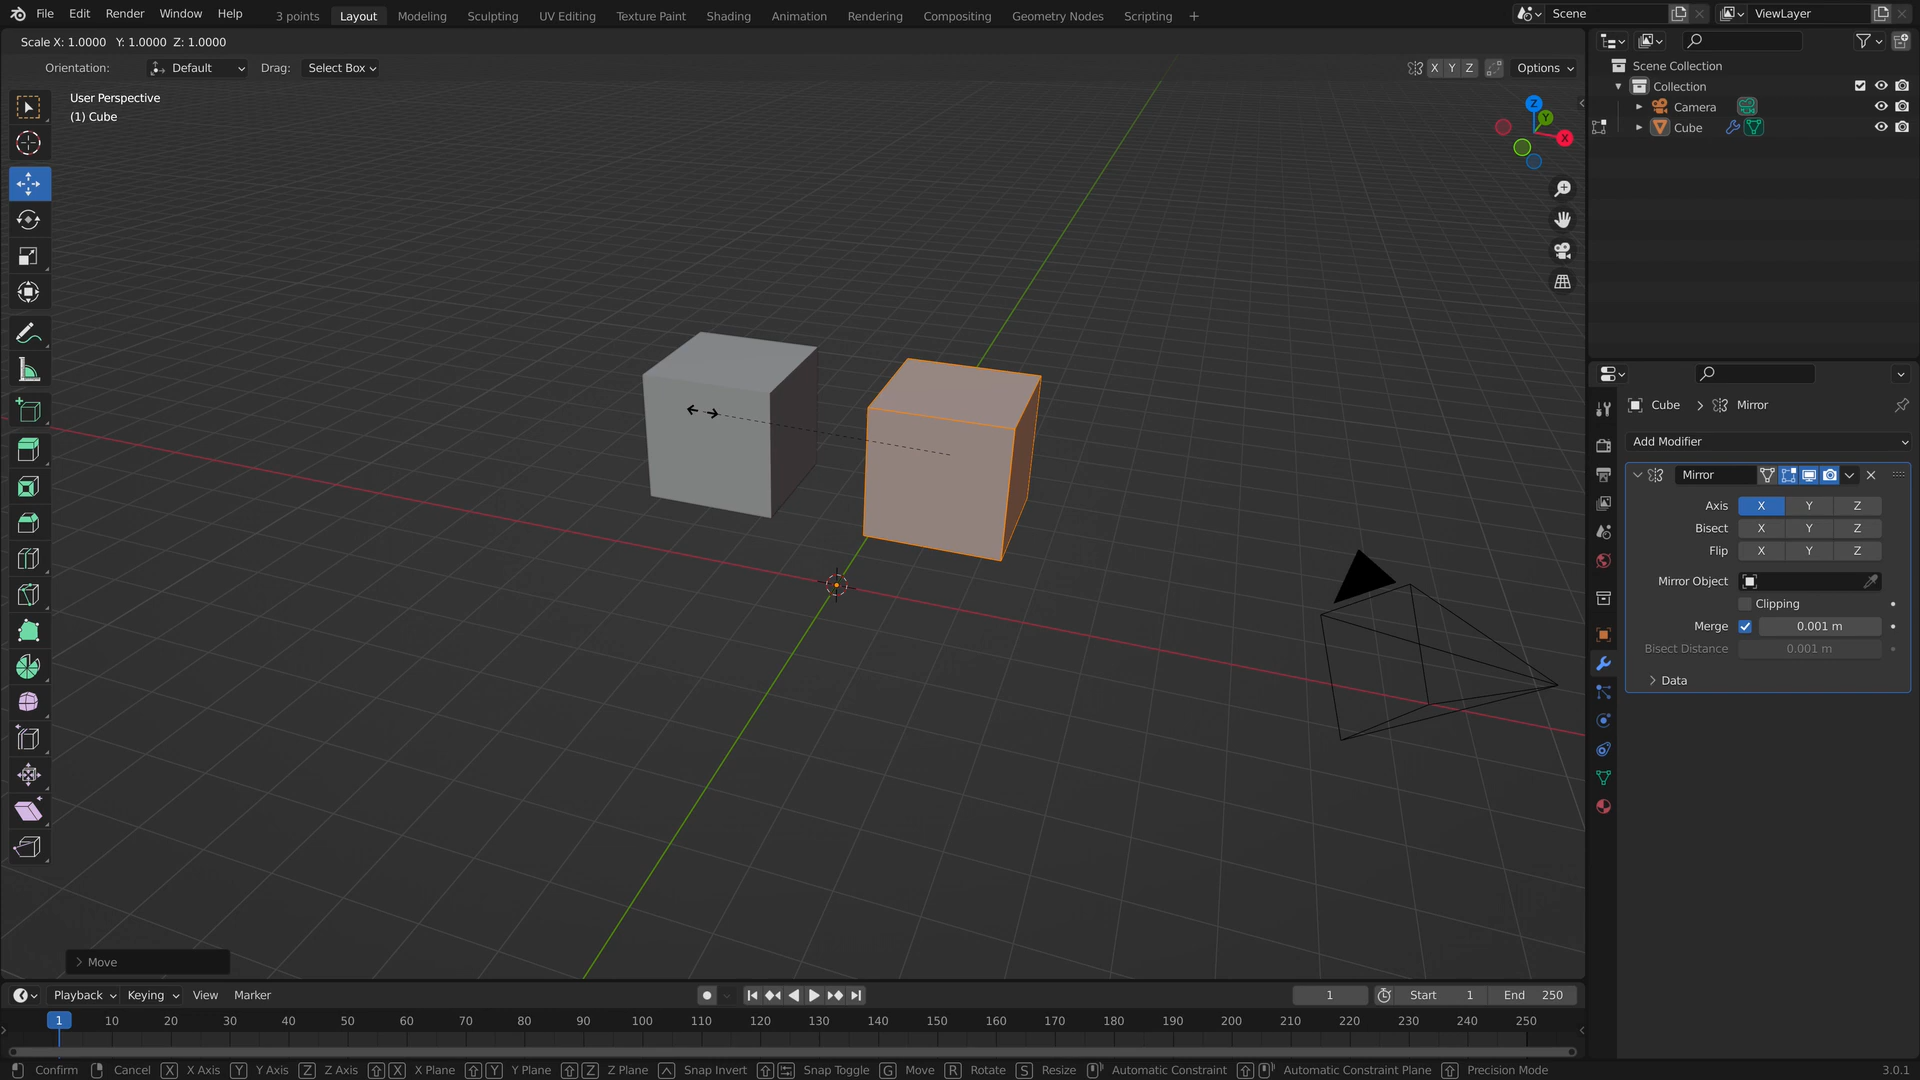 File Edit Render Window Help 3 points Layout Modeling Sculpting UV Editing Texture Paint Shading Animation Rendering Compositing Geometry Nodes Scripting + Scene ViewLayer
Scale X: 1.0000 Y: 1.0000 Z: 1.0000
Orientation: Default Drag: Select Box X Y Z Options
User Perspective
(1) Cube
Z
Y
X
Scene Collection
Collection
Camera
Cube
Cube > Mirror
Add Modifier
Mirror
Axis X Y Z
Bisect X Y Z
Flip X Y Z
Mirror Object
Clipping
Merge 0.001 m
Bisect Distance 0.001 m
> Data
> Move
Playback Keying View Marker 1 Start 1 End 250
1 10 20 30 40 50 60 70 80 90 100 110 120 130 140 150 160 170 180 190 200 210 220 230 240 250
Confirm Cancel X X Axis Y Y Axis Z Z Axis X X Plane Y Y Plane Z Z Plane Snap Invert Snap Toggle G Move R Rotate S Resize Automatic Constraint Automatic Constraint Plane Precision Mode 3.0.1